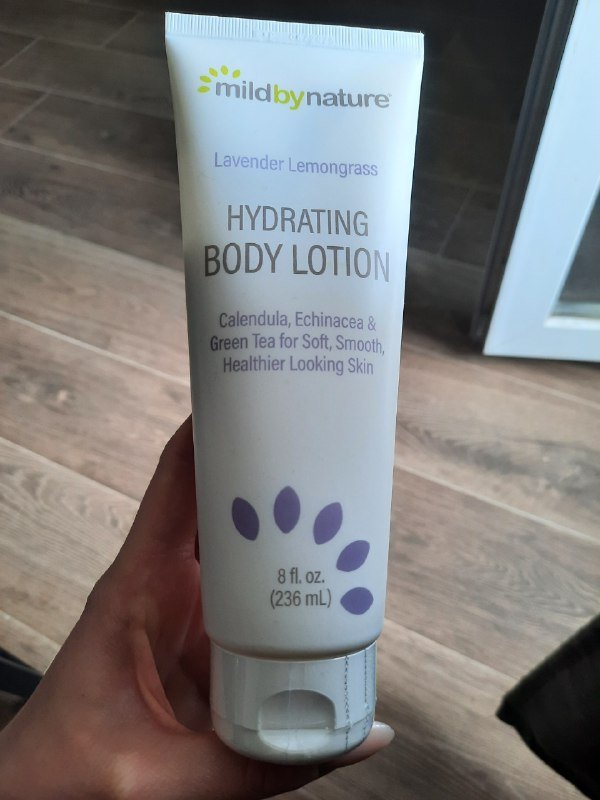 mildbynature
Lavender Lemongrass
HYDRATING
BODY LOTION
Calendula, Echinacea &
Green Tea for Soft, Smooth,
Healthier Looking Skin
8 fl. oz.
(236 mL)